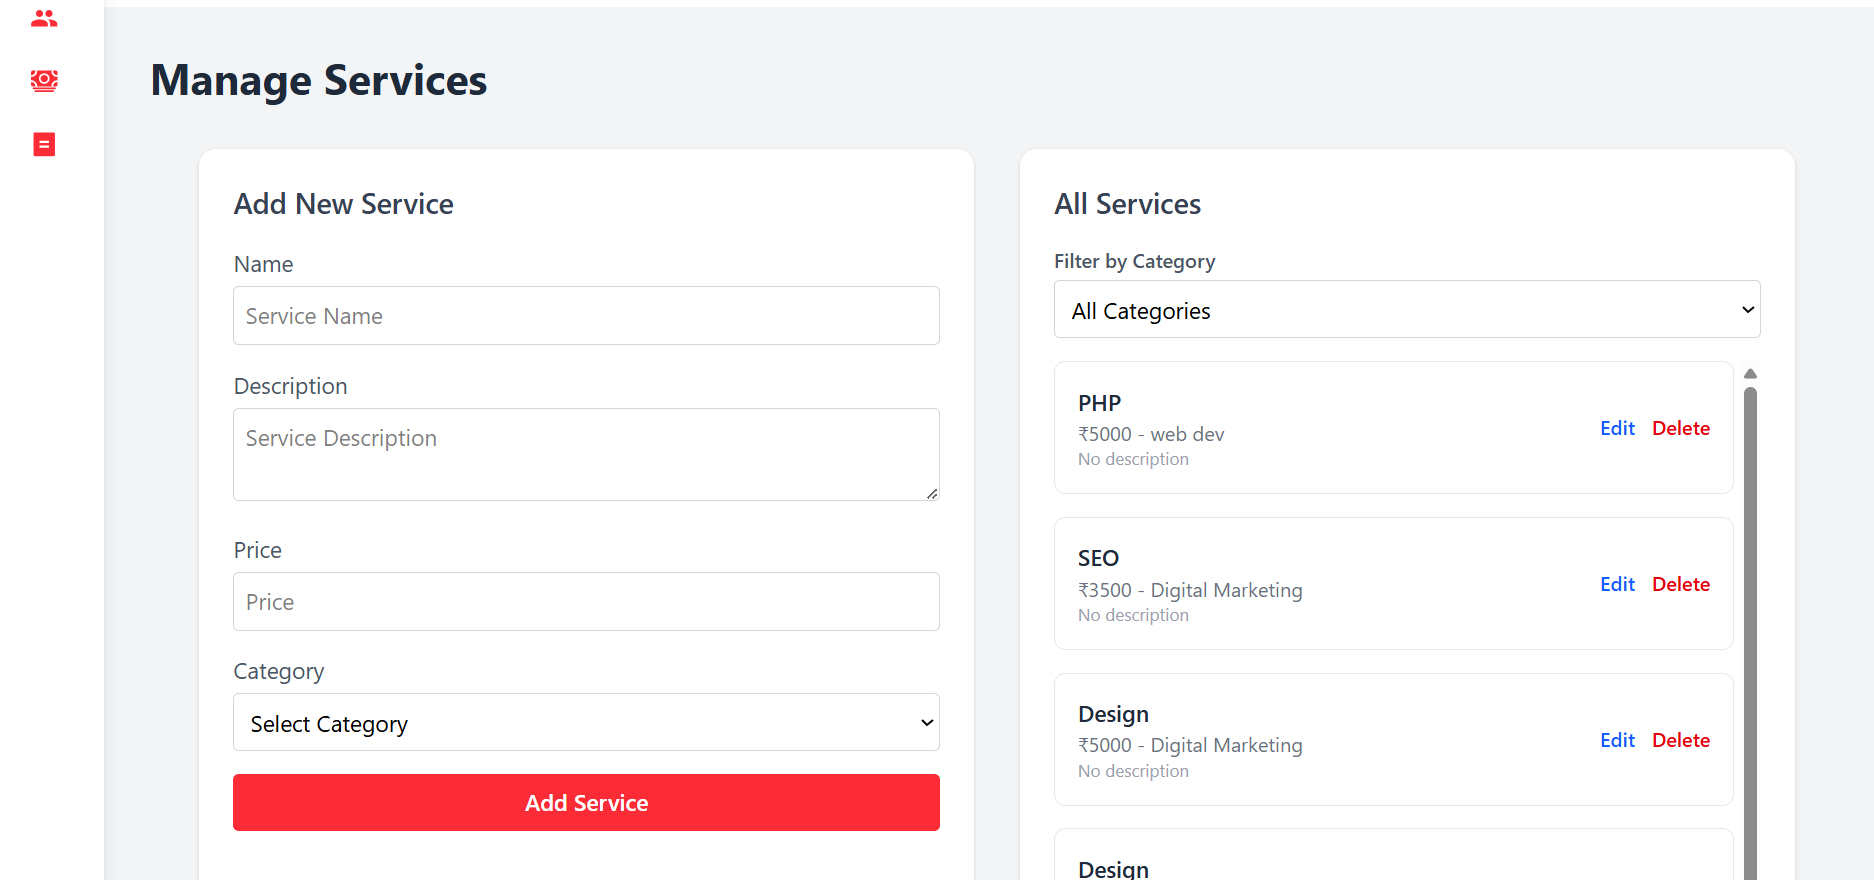 Manage Services
Add New Service
Name
Service Name
Description
Service Description
Price
Price
Category
Select Category
Add Service
All Services
Filter by Category
All Categories
PHP
₹5000 - web dev
No description
Edit Delete
SEO
₹3500 - Digital Marketing
No description
Edit Delete
Design
₹5000 - Digital Marketing
No description
Edit Delete
Design